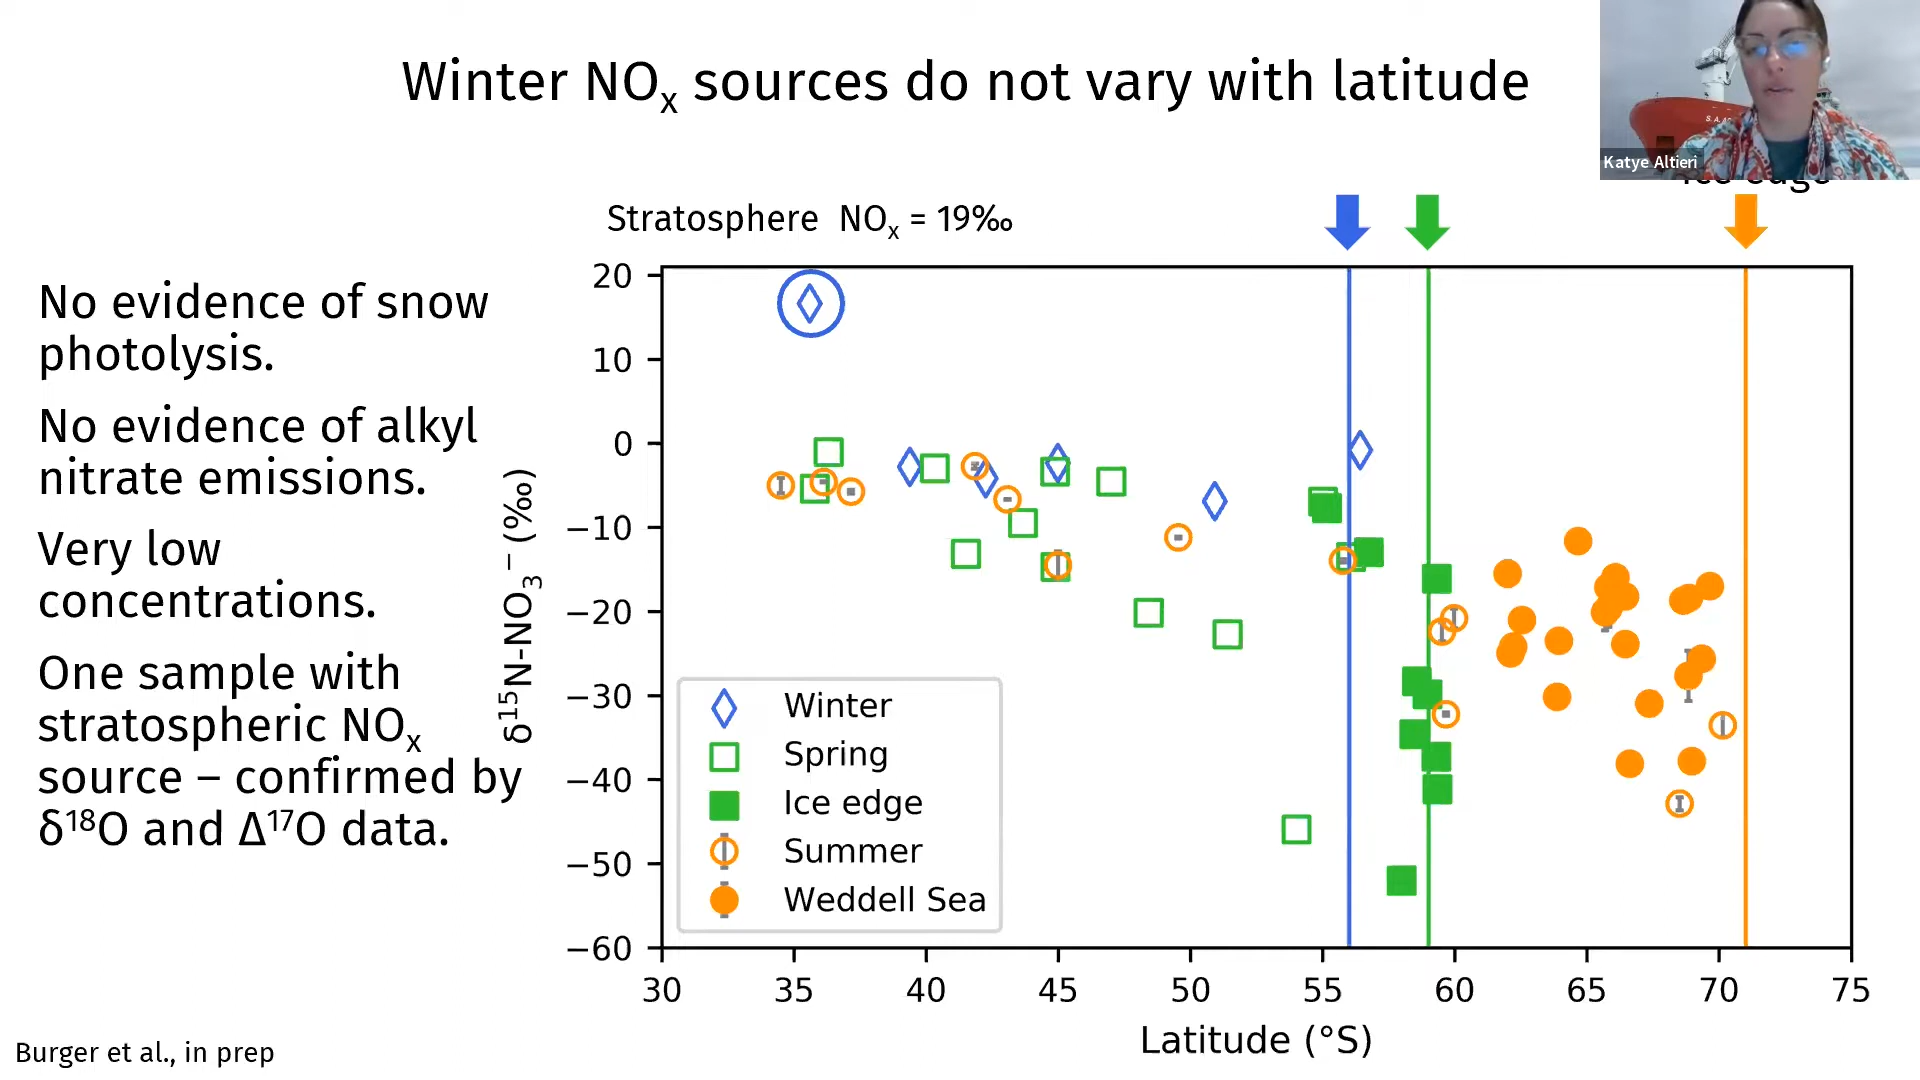 Winter NOx sources do not vary with latitude
Katye Altieri
Ice edge
Stratosphere NOx = 19‰
No evidence of snow
photolysis.
No evidence of alkyl
nitrate emissions.
Very low
concentrations.
One sample with
stratospheric NOx
source – confirmed by
δ¹⁸O and Δ¹⁷O data.
δ¹⁵N-NO₃⁻ (‰)
20
10
0
−10
−20
−30
−40
−50
−60
Winter
Spring
Ice edge
Summer
Weddell Sea
30 35 40 45 50 55 60 65 70 75
Latitude (°S)
Burger et al., in prep